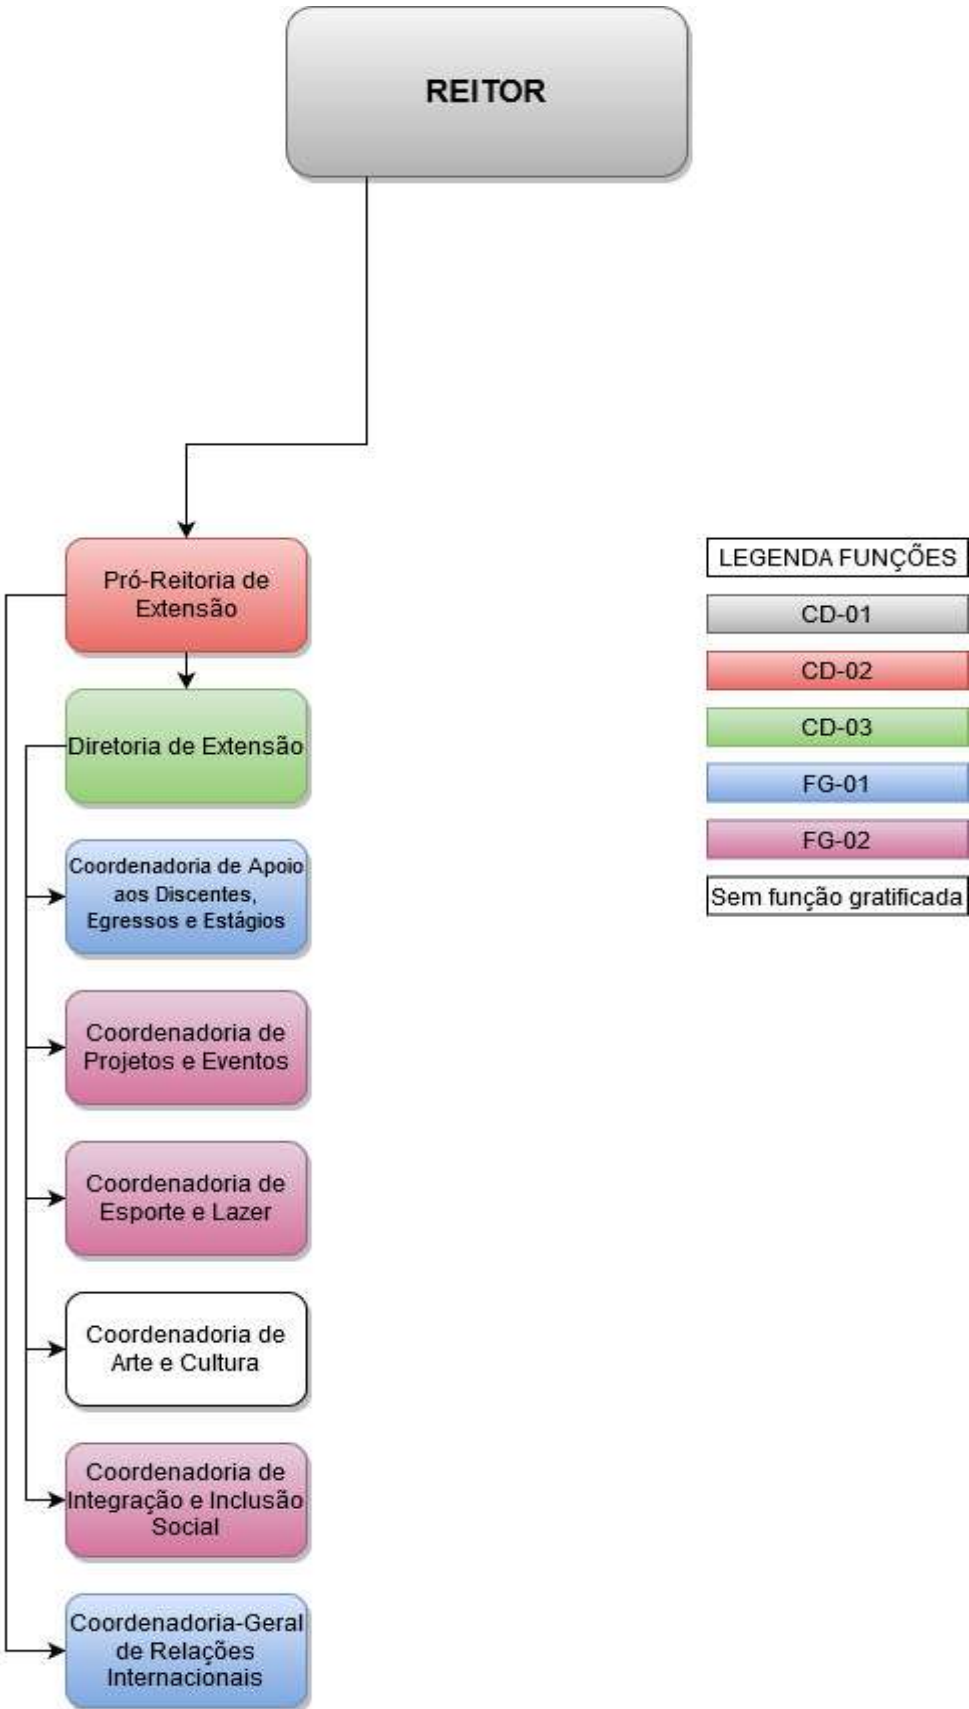 REITOR
Pró-Reitoria de
Extensão
Diretoria de Extensão
Coordenadoria de Apoio
aos Discentes,
Egressos e Estágios
Coordenadoria de
Projetos e Eventos
Coordenadoria de
Esporte e Lazer
Coordenadoria de
Arte e Cultura
Coordenadoria de
Integração e Inclusão
Social
Coordenadoria-Geral
de Relações
Internacionais
LEGENDA FUNÇÕES
CD-01
CD-02
CD-03
FG-01
FG-02
Sem função gratificada